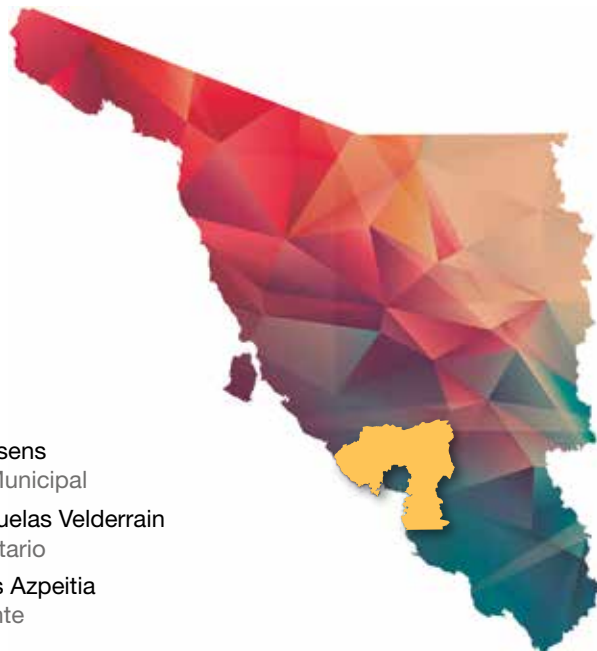 sens
Municipal
uelas Velderrain
tario
s Azpeitia
nte